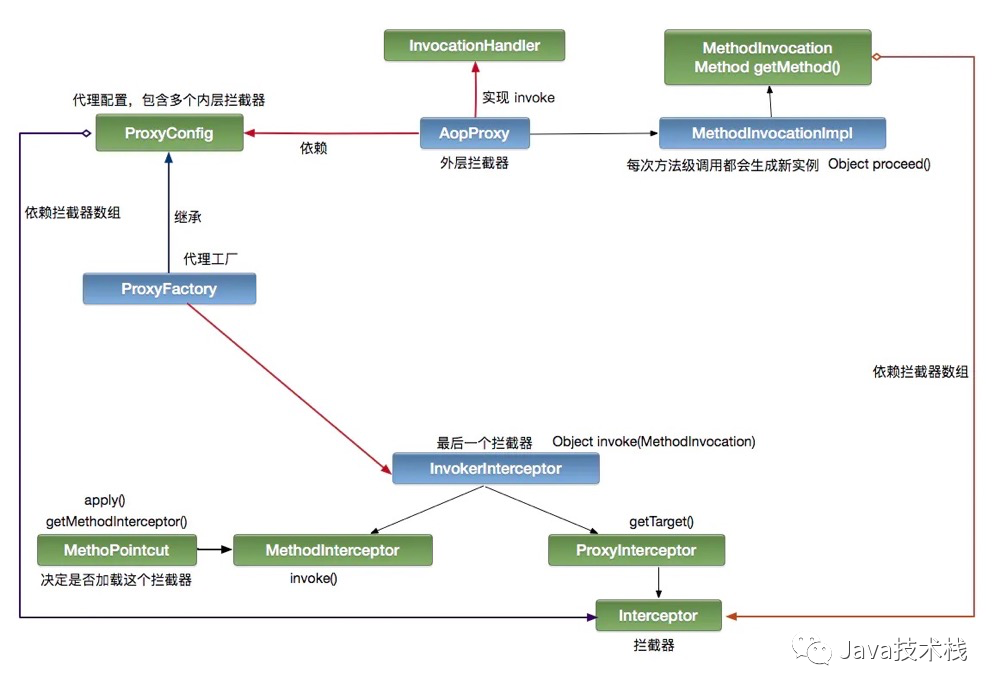 InvocationHandler
MethodInvocation
Method getMethod()
代理配置，包含多个内层拦截器
实现 invoke
ProxyConfig
AopProxy
MethodInvocationImpl
依赖
外层拦截器
每次方法级调用都会生成新实例 Object proceed()
依赖拦截器数组
继承
代理工厂
ProxyFactory
依赖拦截器数组
最后一个拦截器 Object invoke(MethodInvocation)
InvokerInterceptor
apply()
getMethodInterceptor()
getTarget()
MethoPointcut
MethodInterceptor
ProxyInterceptor
决定是否加载这个拦截器
invoke()
Interceptor
拦截器
Java技术栈